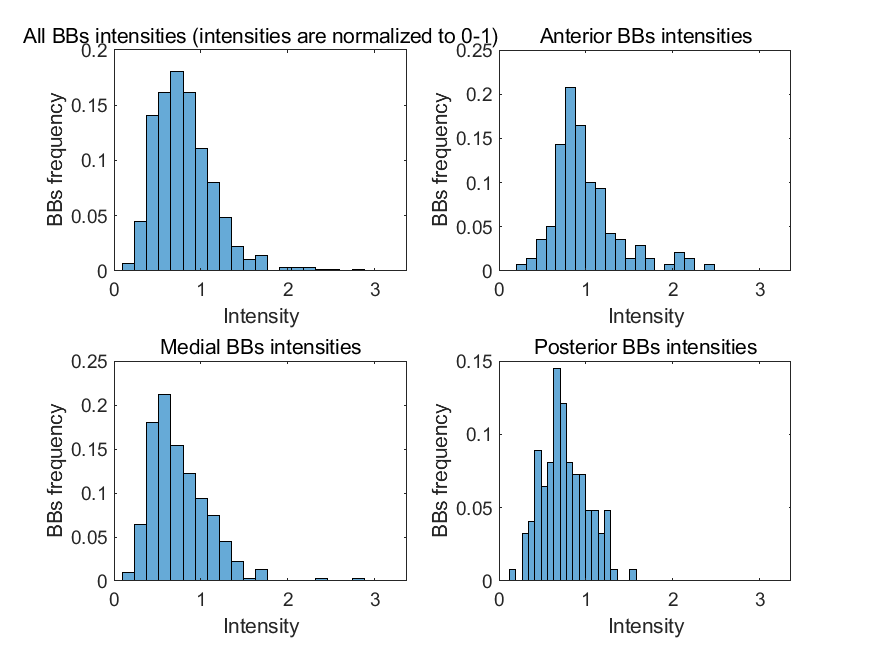 All BBs intensities (intensities are normalized to 0-1)
0.2
0.15
0.1
0.05
0
BBs frequency
0 1 2 3
Intensity
Anterior BBs intensities
0.25
0.2
0.15
0.1
0.05
0
BBs frequency
0 1 2 3
Intensity
Medial BBs intensities
0.25
0.2
0.15
0.1
0.05
0
BBs frequency
0 1 2 3
Intensity
Posterior BBs intensities
0.15
0.1
0.05
0
BBs frequency
0 1 2 3
Intensity